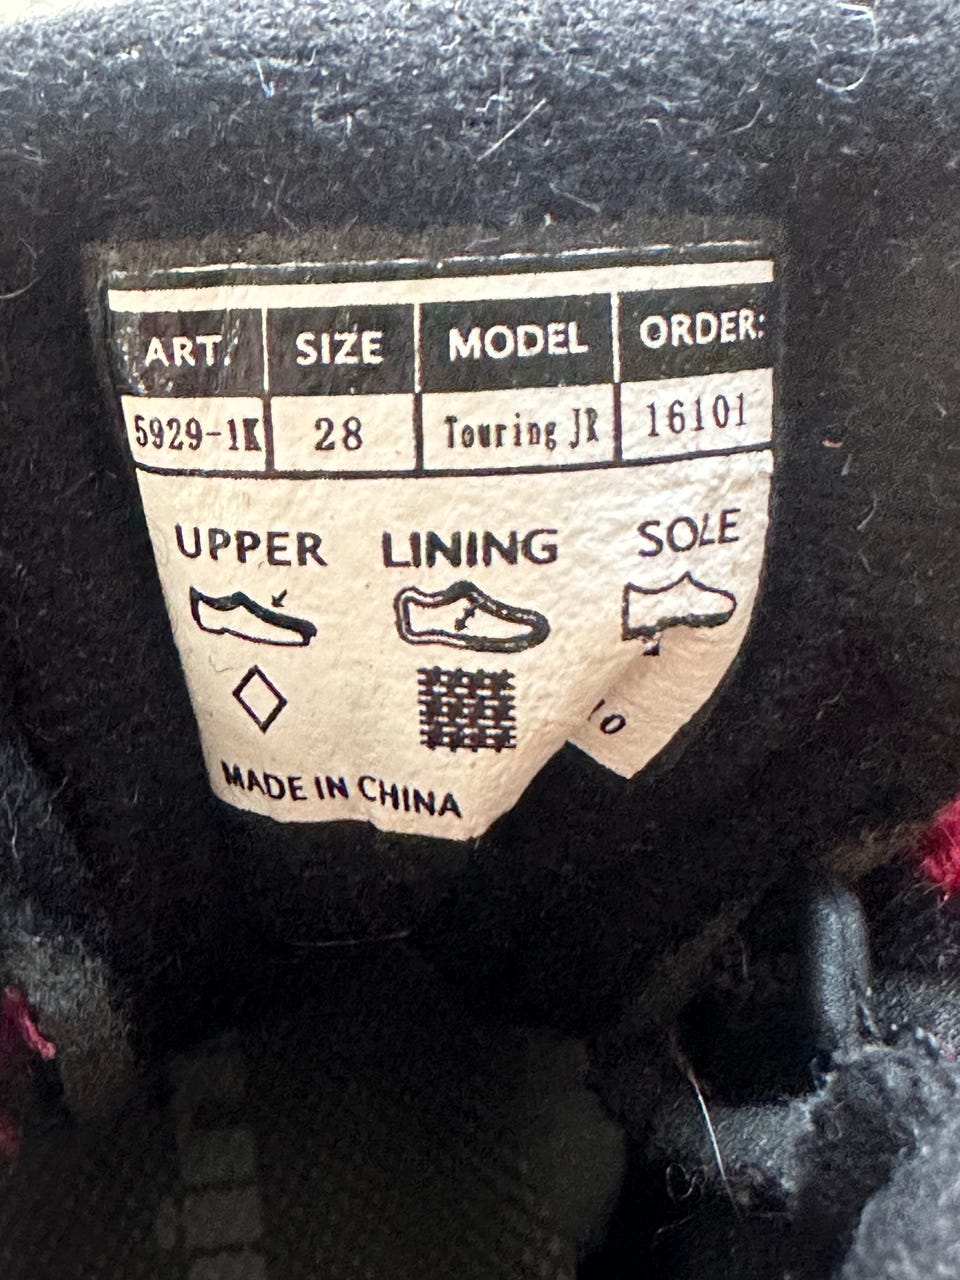 ART. SIZE MODEL ORDER:
5929-1K 28 Touring JR 16101
UPPER LINING SOLE
MADE IN CHINA